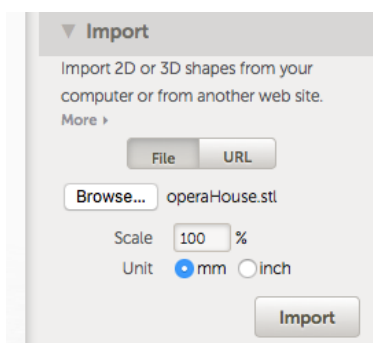 Import
Import 2D or 3D shapes from your
computer or from another web site.
More
File URL
Browse... operaHouse.stl
Scale 100 %
Unit mm inch
Import